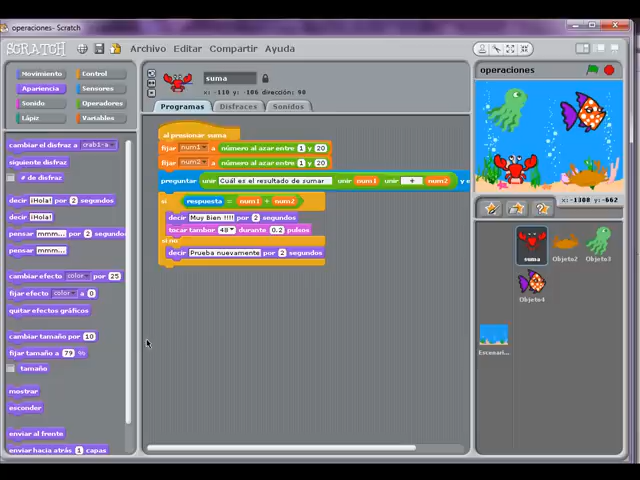 operaciones- Scratch
SCRATCH
Archivo Editar Compartir Ayuda
Movimiento Control
Apariencia Sensores
Sonido Operadores
Lápiz Variables
suma
x: -110 y: -106 dirección: 90
Programas Disfraces Sonidos
operaciones
cambiar el disfraz a crab1-a
siguiente disfraz
# de disfraz
decir ¡Hola! por 2 segundos
decir ¡Hola!
pensar mmm... por 2 segundo
pensar mmm...
cambiar efecto color por 25
fijar efecto color a 0
quitar efectos gráficos
cambiar tamaño por 10
fijar tamaño a 79 %
tamaño
mostrar
esconder
enviar al frente
enviar hacia atrás 1 capas
al presionar suma
fijar num1 a número al azar entre 1 y 20
fijar num2 a número al azar entre 1 y 20
preguntar unir Cuál es el resultado de sumar unir num1 unir + num2 y e
si respuesta = num1 + num2
decir Muy Bien !!!! por 2 segundos
tocar tambor 48 durante 0.2 pulsos
si no
decir Prueba nuevamente por 2 segundos
x: -1300 y: -662
suma Objeto2 Objeto3
Objeto4
Escenari...